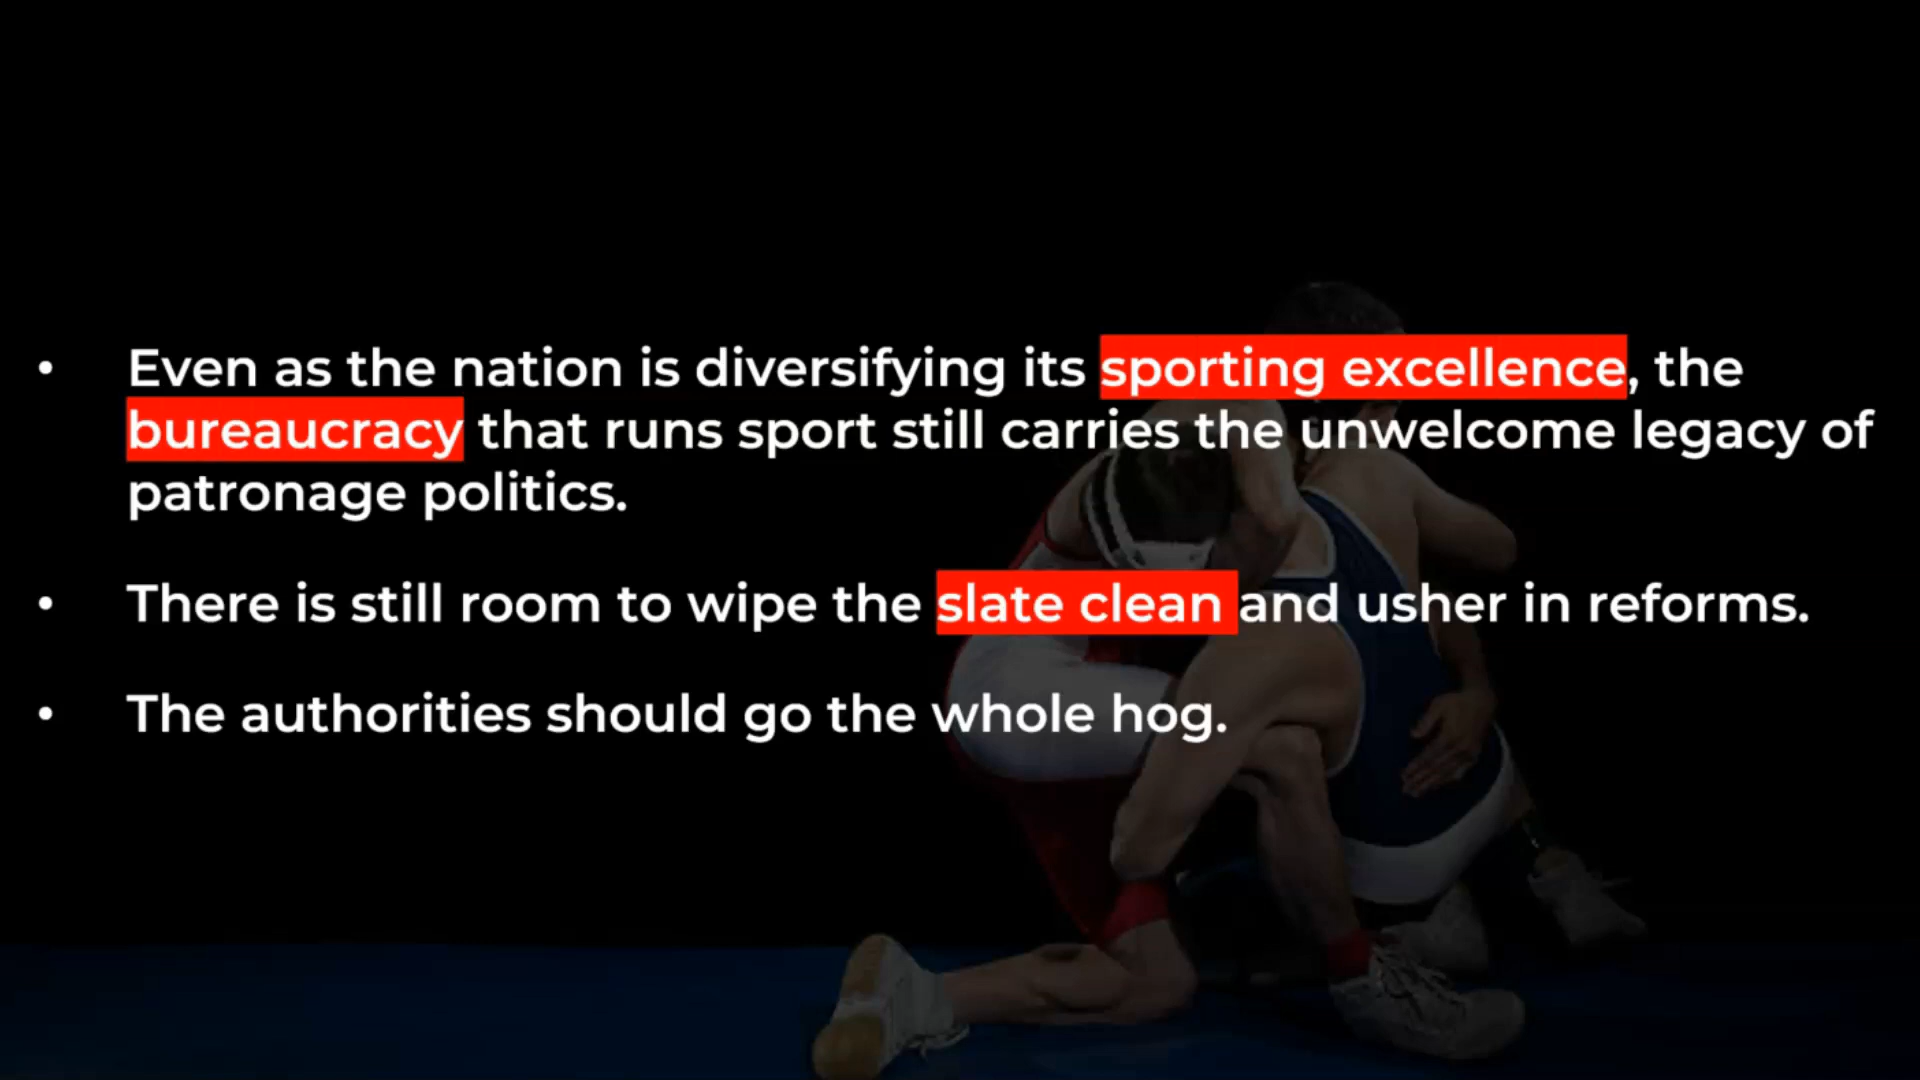 • Even as the nation is diversifying its sporting excellence, the
bureaucracy that runs sport still carries the unwelcome legacy of
patronage politics.
• There is still room to wipe the slate clean and usher in reforms.
• The authorities should go the whole hog.